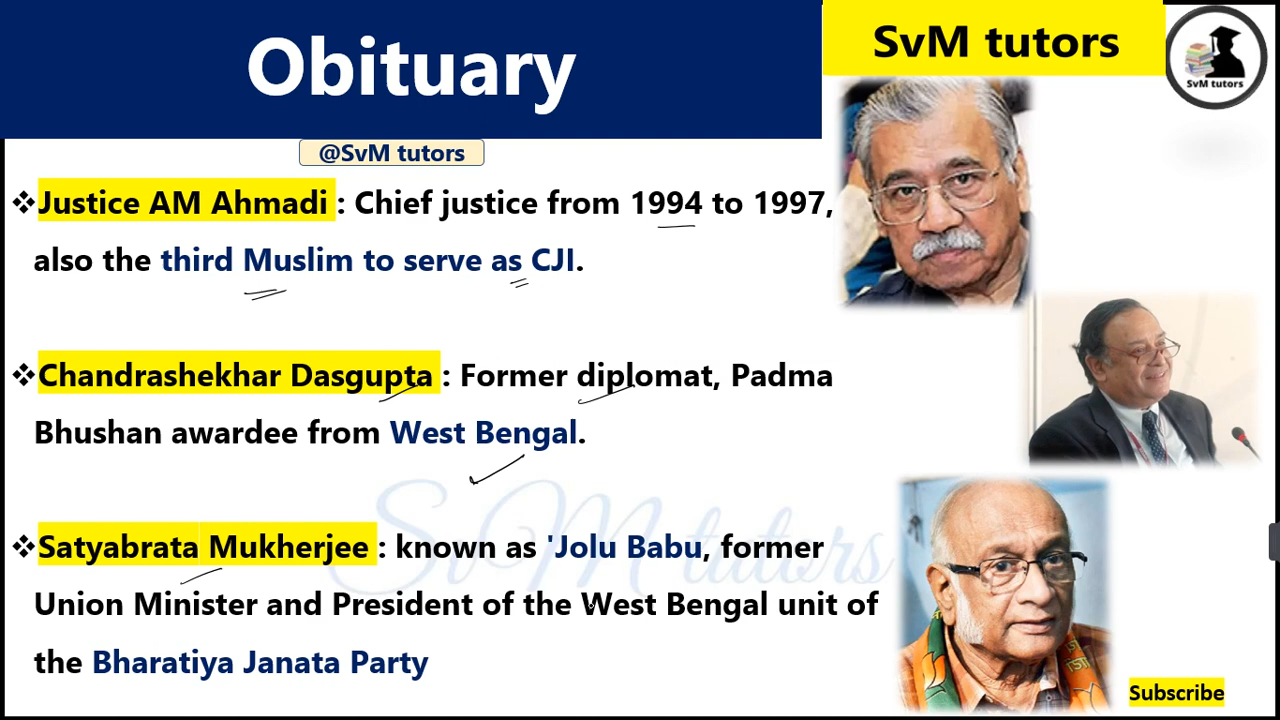 Obituary
SvM tutors
SvM tutors
@SvM tutors
❖Justice AM Ahmadi : Chief justice from 1994 to 1997,
also the third Muslim to serve as CJI.
❖Chandrashekhar Dasgupta : Former diplomat, Padma
Bhushan awardee from West Bengal.
SvM tutors
❖Satyabrata Mukherjee : known as 'Jolu Babu, former
Union Minister and President of the West Bengal unit of
the Bharatiya Janata Party
Subscribe